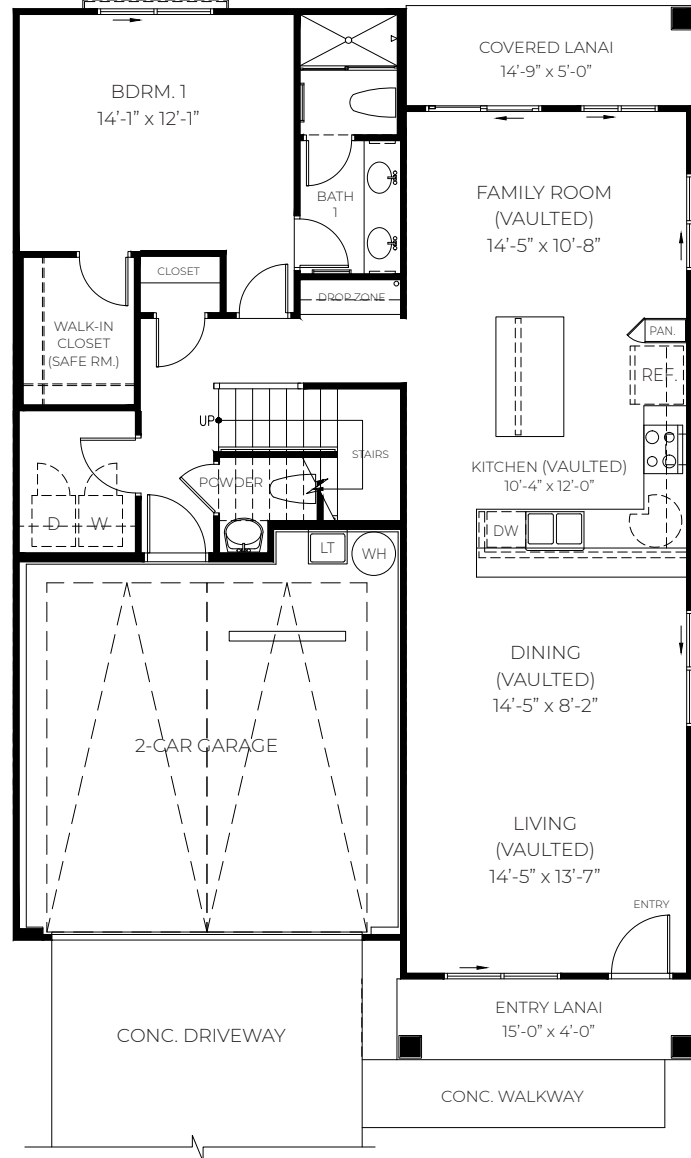 COVERED LANAI
14'-9" x 5'-0"
BDRM. 1
14'-1" x 12'-1"
BATH
1
FAMILY ROOM
(VAULTED)
14'-5" x 10'-8"
CLOSET
DROP ZONE
WALK-IN
CLOSET
(SAFE RM.)
PAN.
REF.
UP
STAIRS
KITCHEN (VAULTED)
10'-4" x 12'-0"
POWDER
D
W
DW
LT
WH
DINING
(VAULTED)
14'-5" x 8'-2"
2-CAR GARAGE
LIVING
(VAULTED)
14'-5" x 13'-7"
ENTRY
ENTRY LANAI
15'-0" x 4'-0"
CONC. DRIVEWAY
CONC. WALKWAY